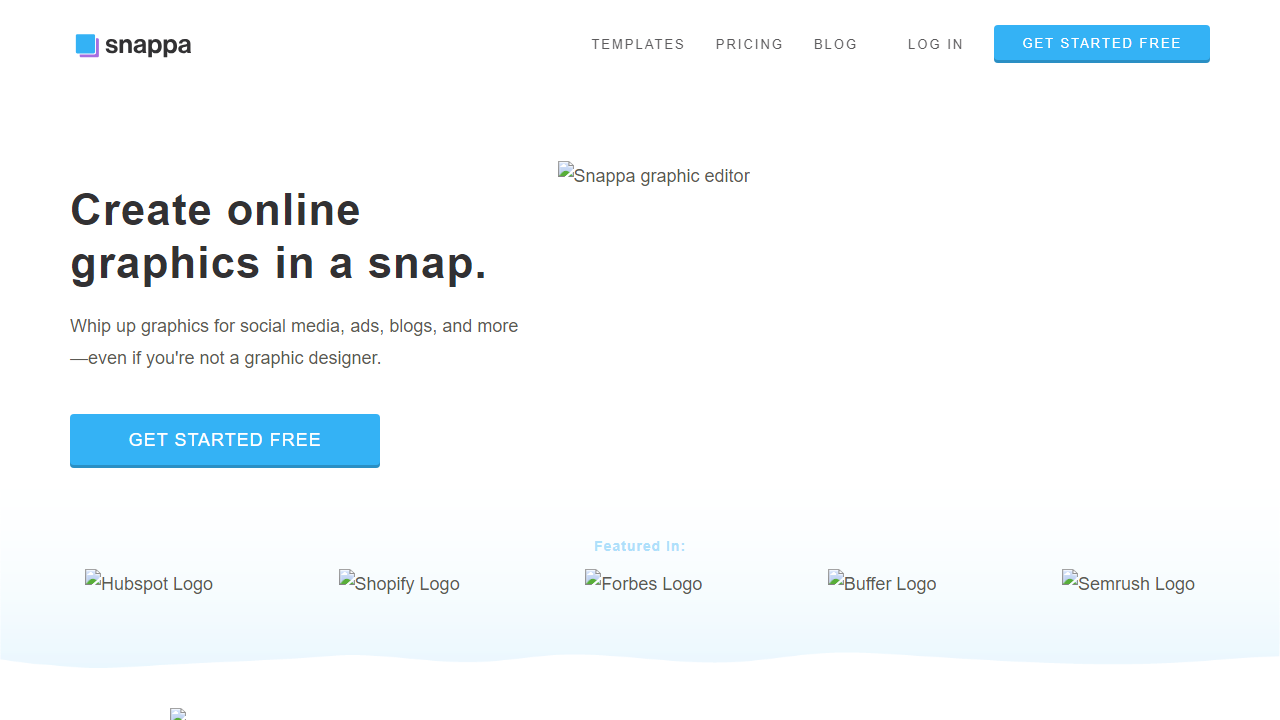 snappa
TEMPLATES PRICING BLOG LOG IN GET STARTED FREE
Snappa graphic editor
Create online
graphics in a snap.
Whip up graphics for social media, ads, blogs, and more
—even if you're not a graphic designer.
GET STARTED FREE
Featured In:
Hubspot Logo Shopify Logo Forbes Logo Buffer Logo Semrush Logo